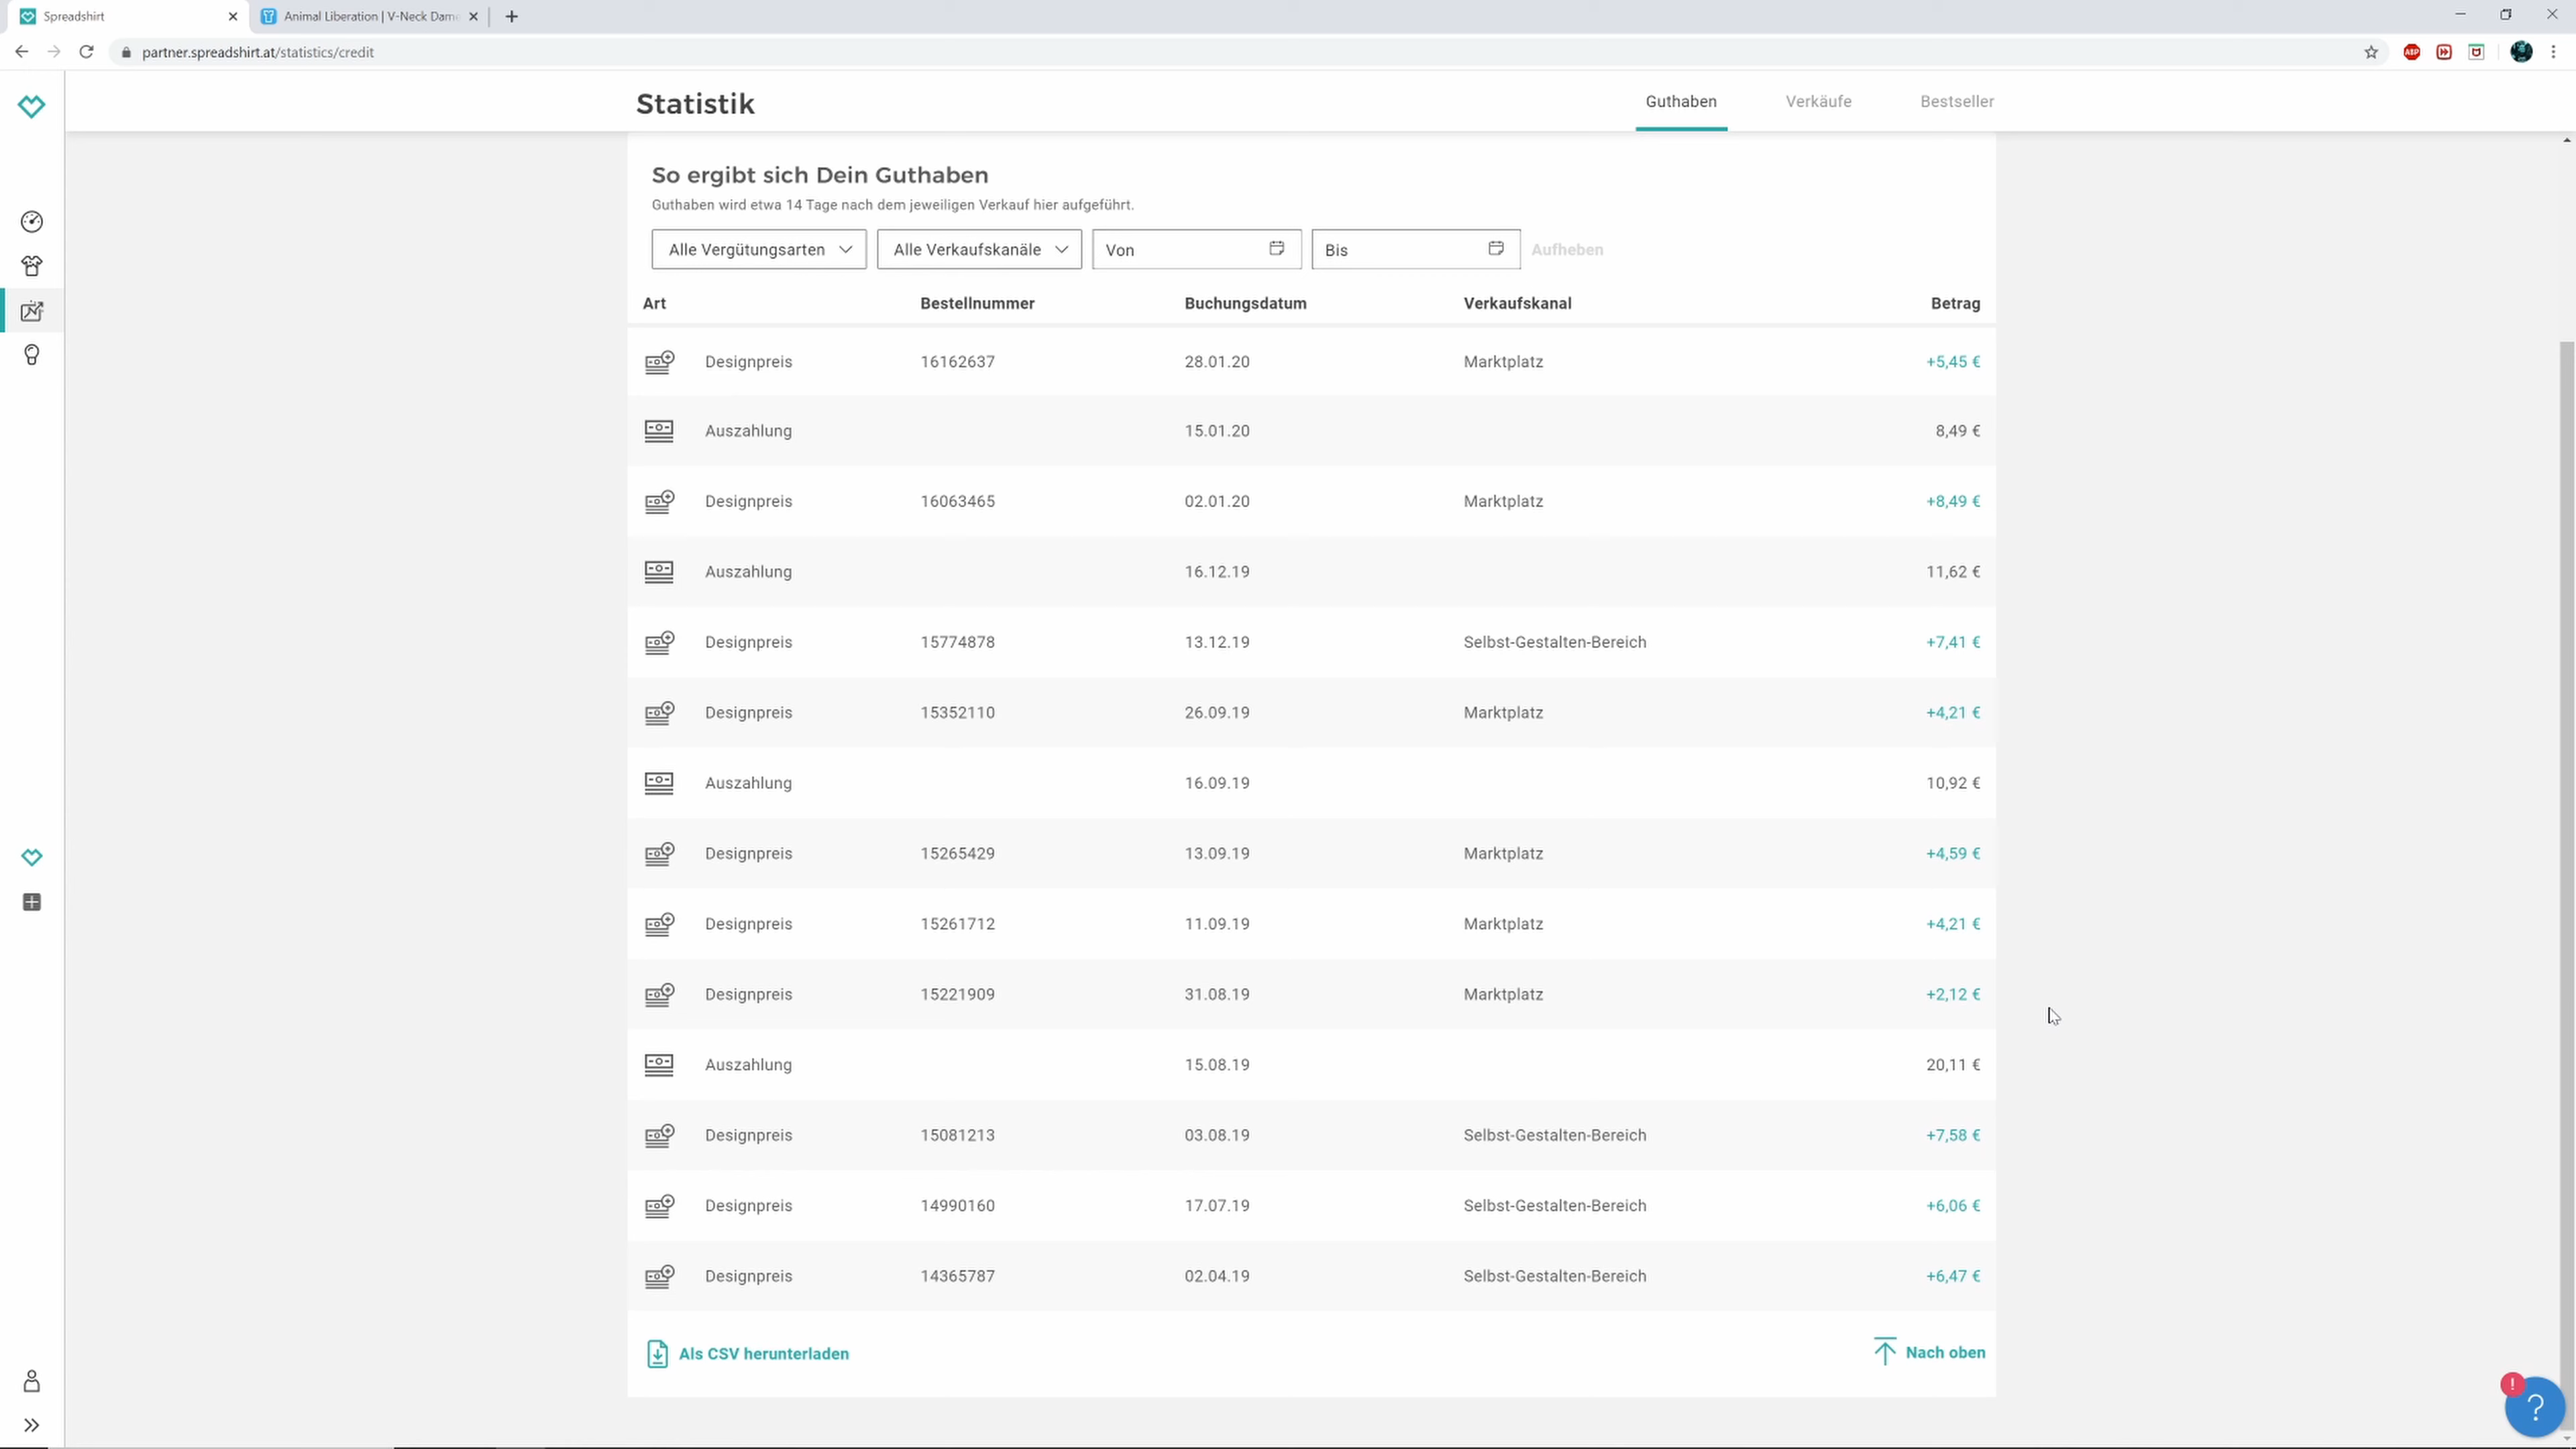 Spreadshirt
Animal Liberation | V-Neck Dam
partner.spreadshirt.at/statistics/credit
ABP
Statistik
Guthaben
Verkäufe
Bestseller
So ergibt sich Dein Guthaben
Guthaben wird etwa 14 Tage nach dem jeweiligen Verkauf hier aufgeführt.
Alle Vergütungsarten
Alle Verkaufskanäle
Von
Bis
Aufheben
Art Bestellnummer Buchungsdatum Verkaufskanal Betrag
Designpreis 16162637 28.01.20 Marktplatz +5,45 €
Auszahlung 15.01.20 8,49 €
Designpreis 16063465 02.01.20 Marktplatz +8,49 €
Auszahlung 16.12.19 11,62 €
Designpreis 15774878 13.12.19 Selbst-Gestalten-Bereich +7,41 €
Designpreis 15352110 26.09.19 Marktplatz +4,21 €
Auszahlung 16.09.19 10,92 €
Designpreis 15265429 13.09.19 Marktplatz +4,59 €
Designpreis 15261712 11.09.19 Marktplatz +4,21 €
Designpreis 15221909 31.08.19 Marktplatz +2,12 €
Auszahlung 15.08.19 20,11 €
Designpreis 15081213 03.08.19 Selbst-Gestalten-Bereich +7,58 €
Designpreis 14990160 17.07.19 Selbst-Gestalten-Bereich +6,06 €
Designpreis 14365787 02.04.19 Selbst-Gestalten-Bereich +6,47 €
Als CSV herunterladen
Nach oben
!
?